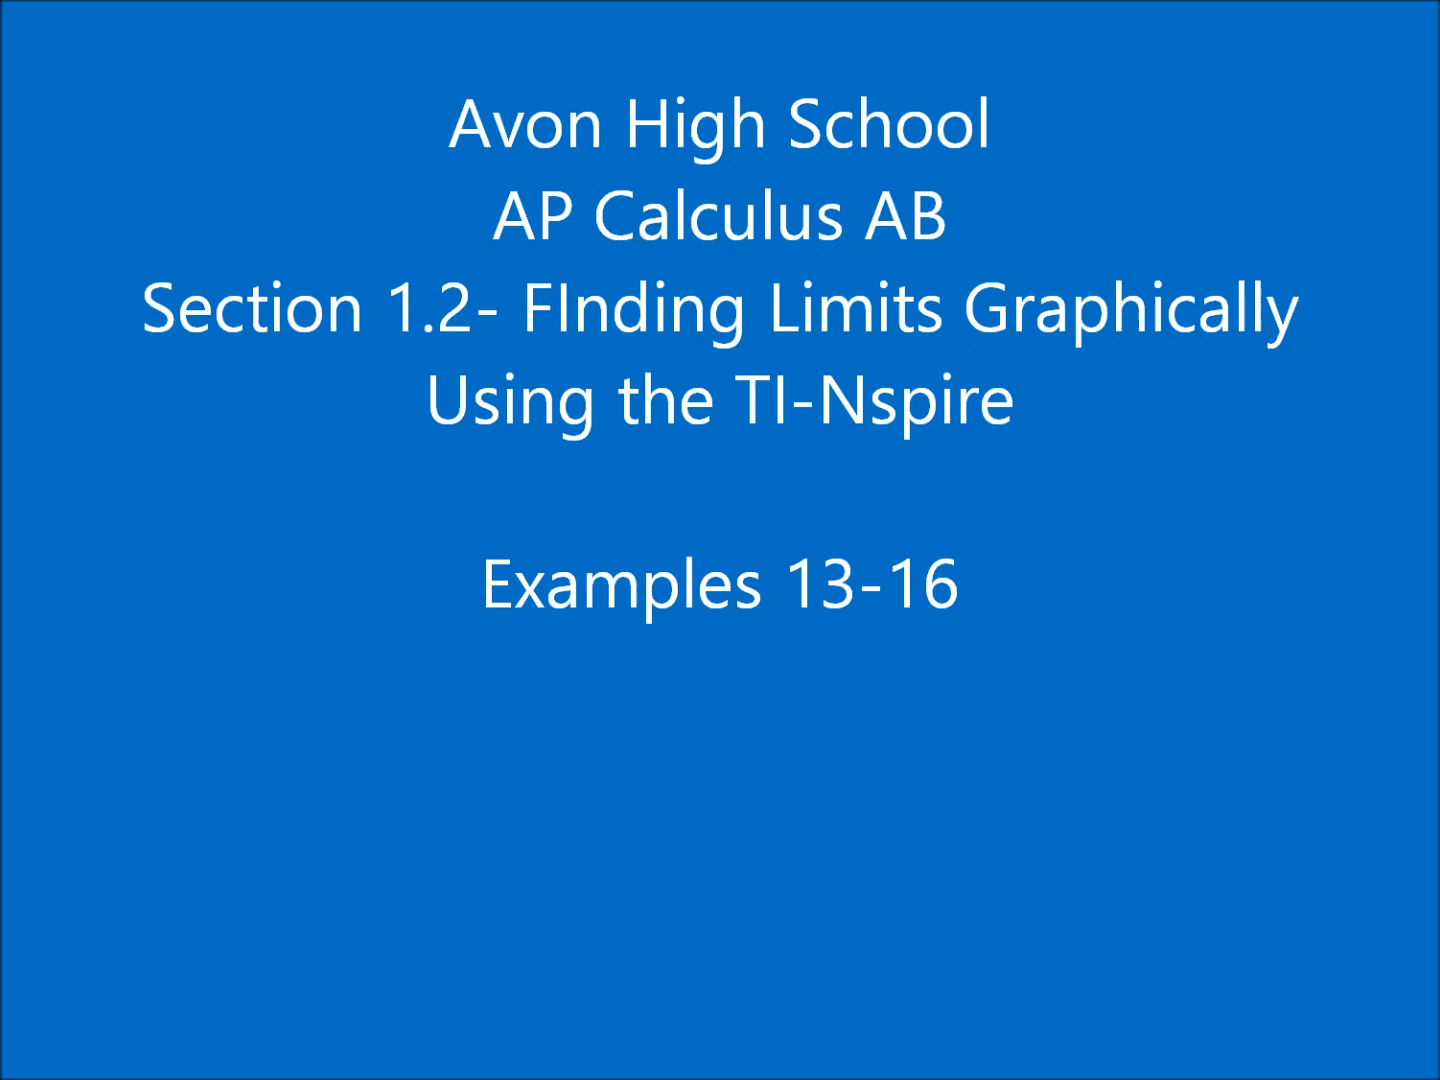 Avon High School
AP Calculus AB
Section 1.2- FInding Limits Graphically
Using the TI-Nspire
Examples 13-16